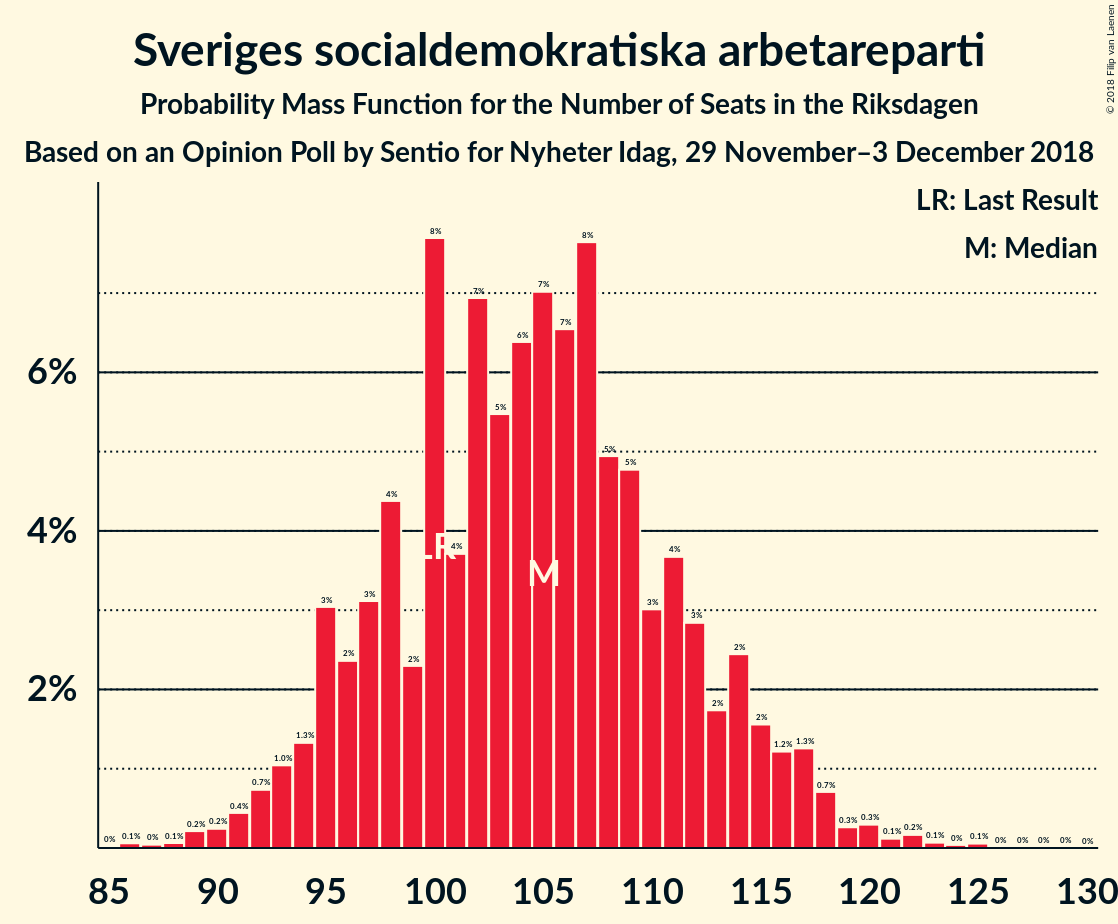 © 2018 Filip van Laenen
Sveriges socialdemokratiska arbetareparti
Probability Mass Function for the Number of Seats in the Riksdagen
Based on an Opinion Poll by Sentio for Nyheter Idag, 29 November–3 December 2018
LR: Last Result
M: Median
6%
4%
2%
0% 0.1% 0% 0.1% 0.2% 0.2% 0.4% 0.7% 1.0% 1.3% 3% 2% 3% 4% 2% 8% 4% 7% 5% 6% 7% 7% 8% 5% 5% 3% 4% 3% 2% 2% 2% 1.2% 1.3% 0.7% 0.3% 0.3% 0.1% 0.2% 0.1% 0% 0.1% 0% 0% 0% 0% 0%
LR
M
85 90 95 100 105 110 115 120 125 130